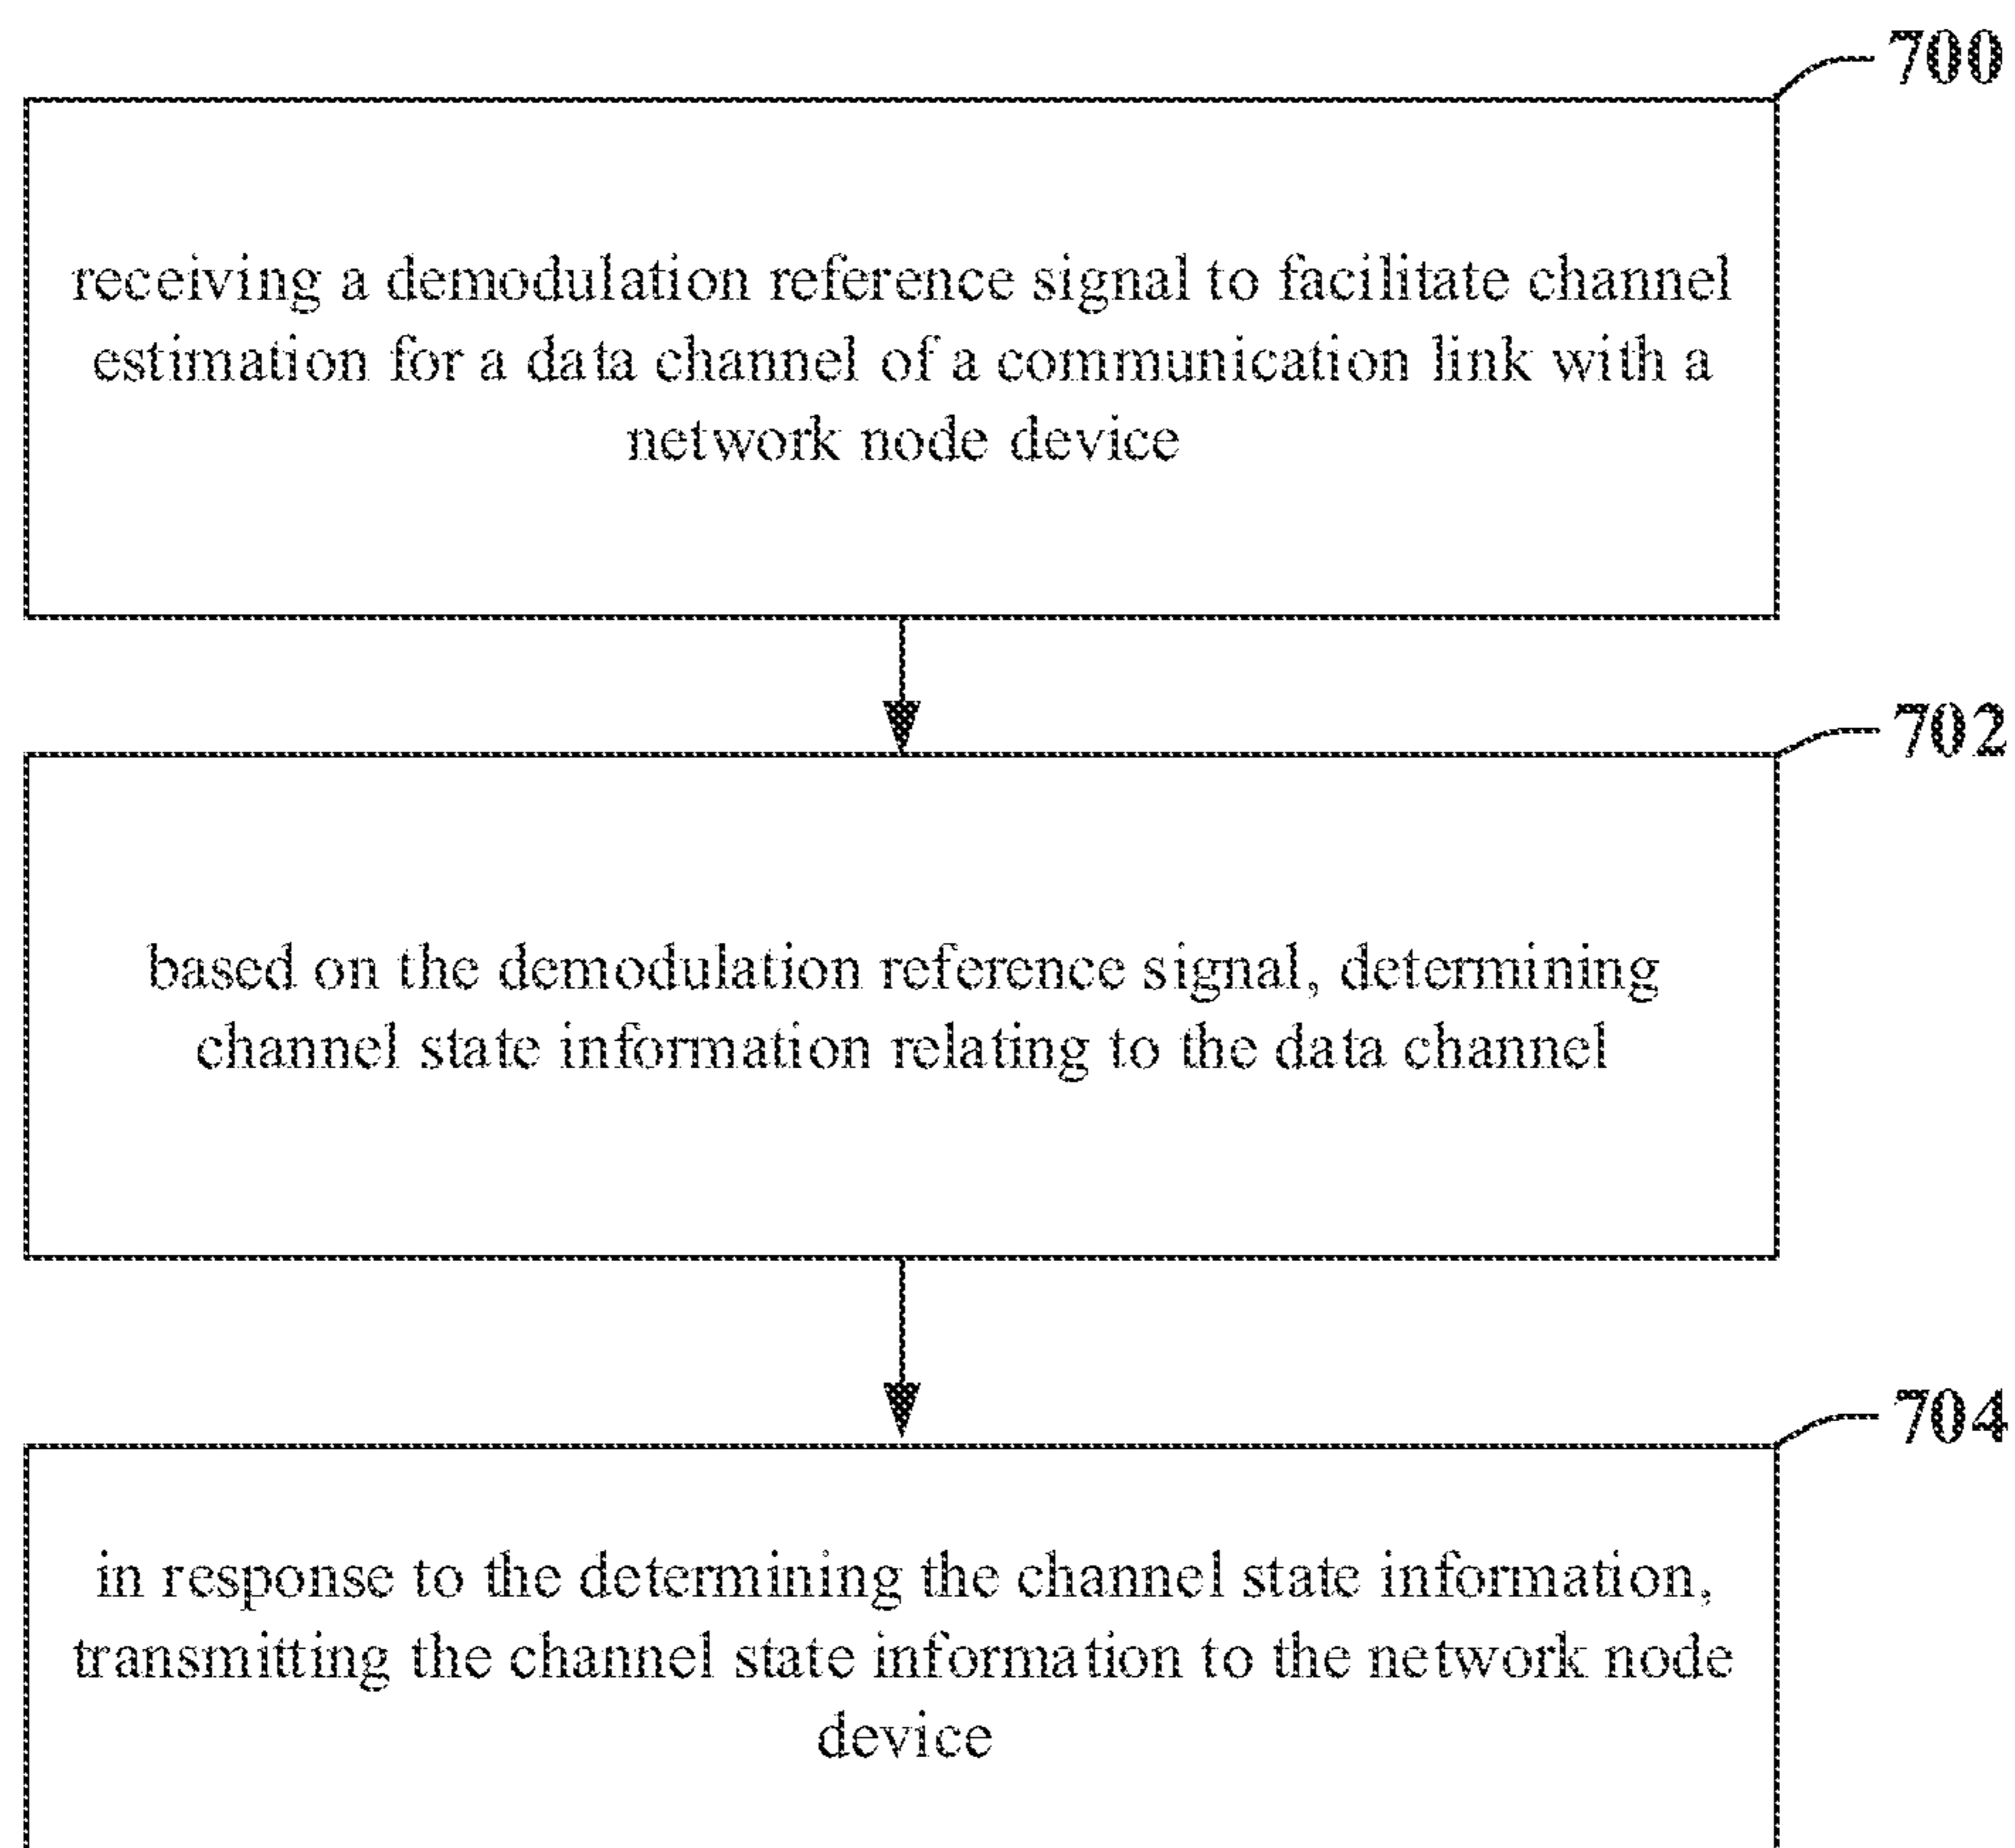 700
receiving a demodulation reference signal to facilitate channel
estimation for a data channel of a communication link with a
network node device
702
based on the demodulation reference signal, determining
channel state information relating to the data channel
704
in response to the determining the channel state information,
transmitting the channel state information to the network node
device